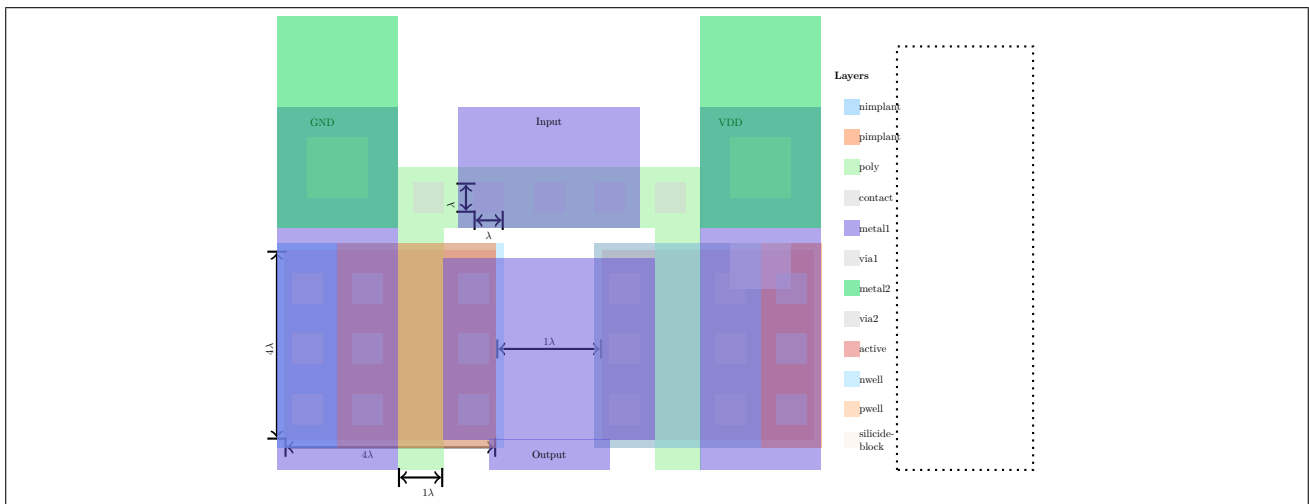 GND
Input
VDD
λ
λ
4λ
1λ
4λ
1λ
Output
Layers
nimplant
pimplant
poly
contact
metal1
via1
metal2
via2
active
nwell
pwell
silicide-
block